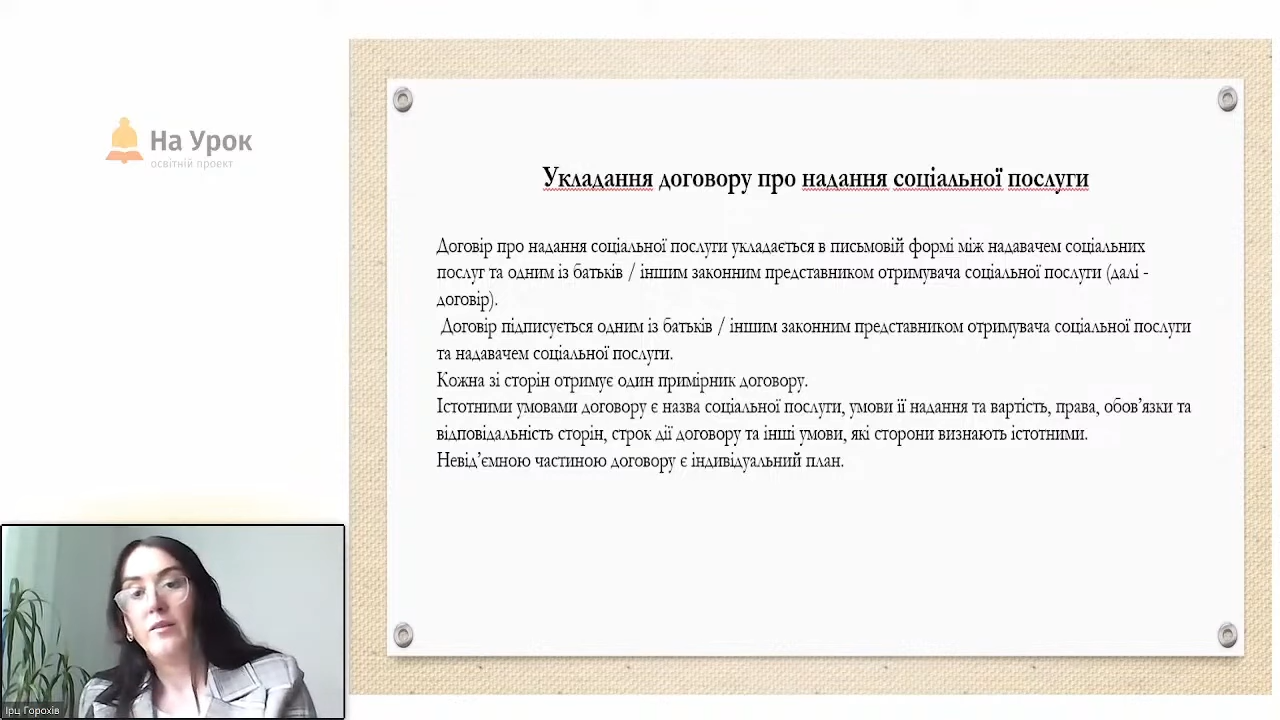 На Урок
освітній проект
Укладання договору про надання соціальної послуги
Договір про надання соціальної послуги укладається в письмовій формі між надавачем соціальних
послуг та одним із батьків / іншим законним представником отримувача соціальної послуги (далі -
договір).
Договір підписується одним із батьків / іншим законним представником отримувача соціальної послуги
та надавачем соціальної послуги.
Кожна зі сторін отримує один примірник договору.
Істотними умовами договору є назва соціальної послуги, умови її надання та вартість, права, обов’язки та
відповідальність сторін, строк дії договору та інші умови, які сторони визнають істотними.
Невід’ємною частиною договору є індивідуальний план.
Ірц Горохів